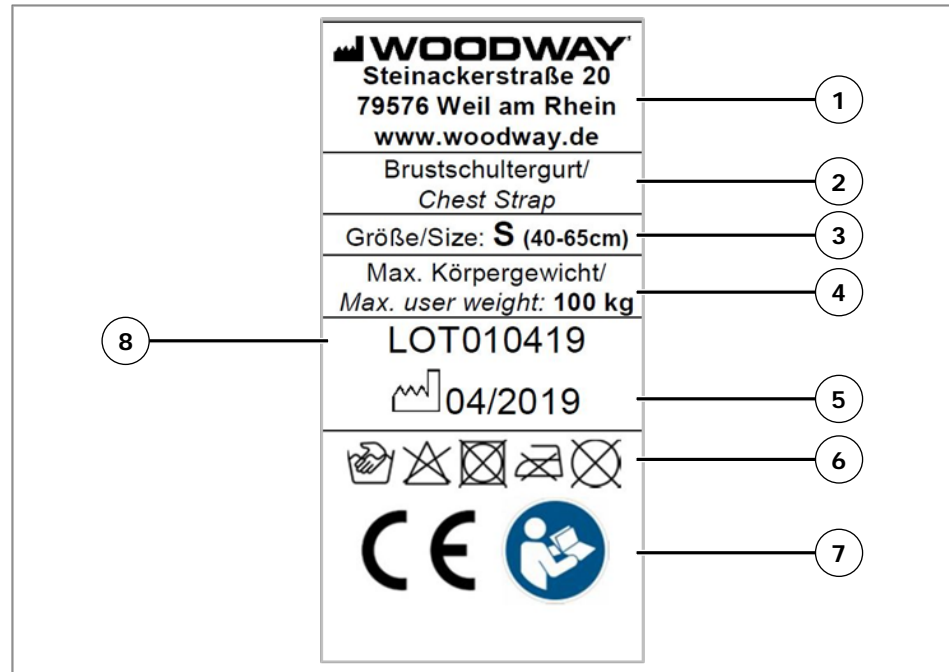 WOODWAY
Steinackerstraße 20
79576 Weil am Rhein
www.woodway.de
1
Brustschultergurt/
Chest Strap
2
Größe/Size: S (40-65cm)
3
Max. Körpergewicht/
Max. user weight: 100 kg
4
8
LOT010419
04/2019
5
6
CE
7